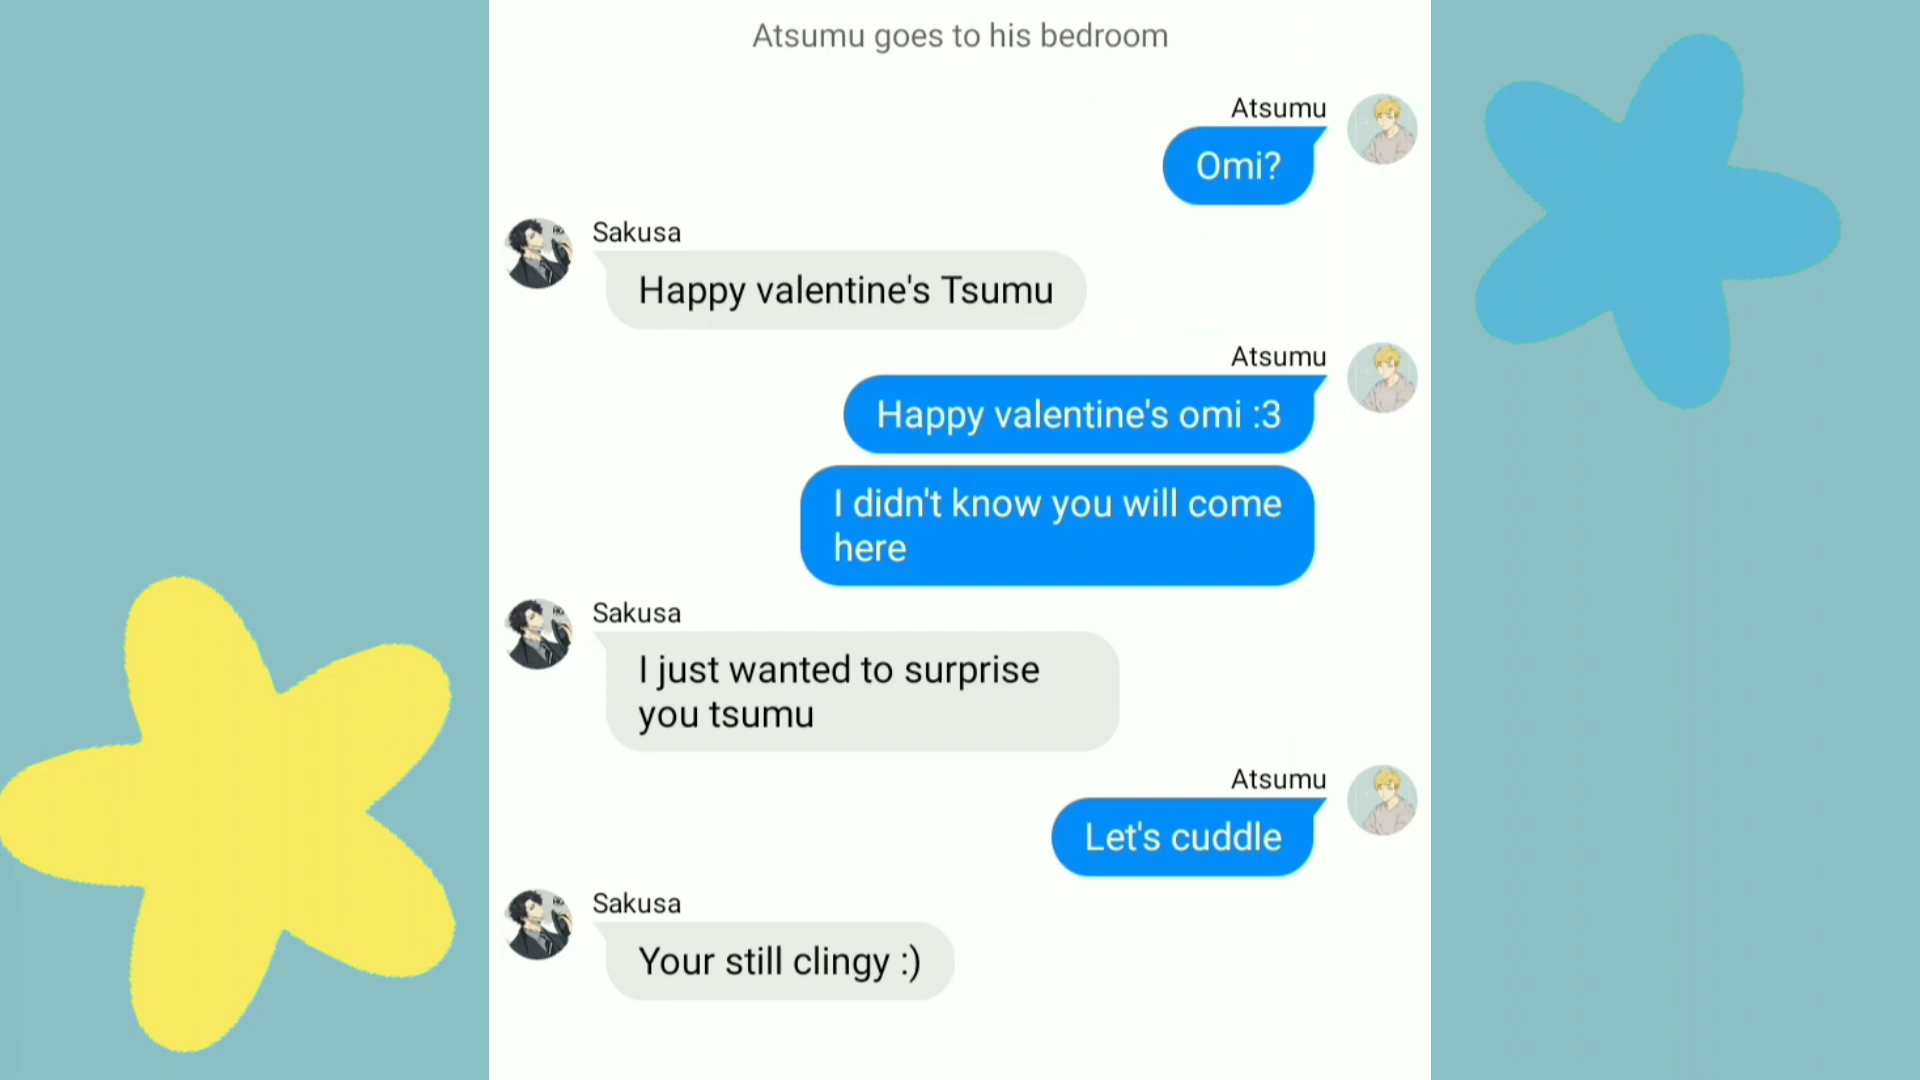 Atsumu goes to his bedroom
Atsumu
Omi?
Sakusa
Happy valentine's Tsumu
Atsumu
Happy valentine's omi :3
I didn't know you will come
here
Sakusa
I just wanted to surprise
you tsumu
Atsumu
Let's cuddle
Sakusa
Your still clingy :)